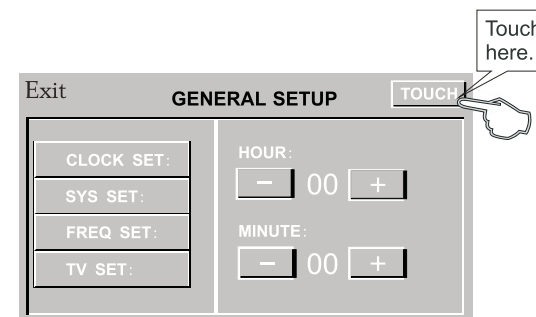 Touch
here.
Exit
GENERAL SETUP
TOUCH
CLOCK SET:
SYS SET:
FREQ SET:
TV SET:
HOUR:
− 00 +
MINUTE:
− 00 +